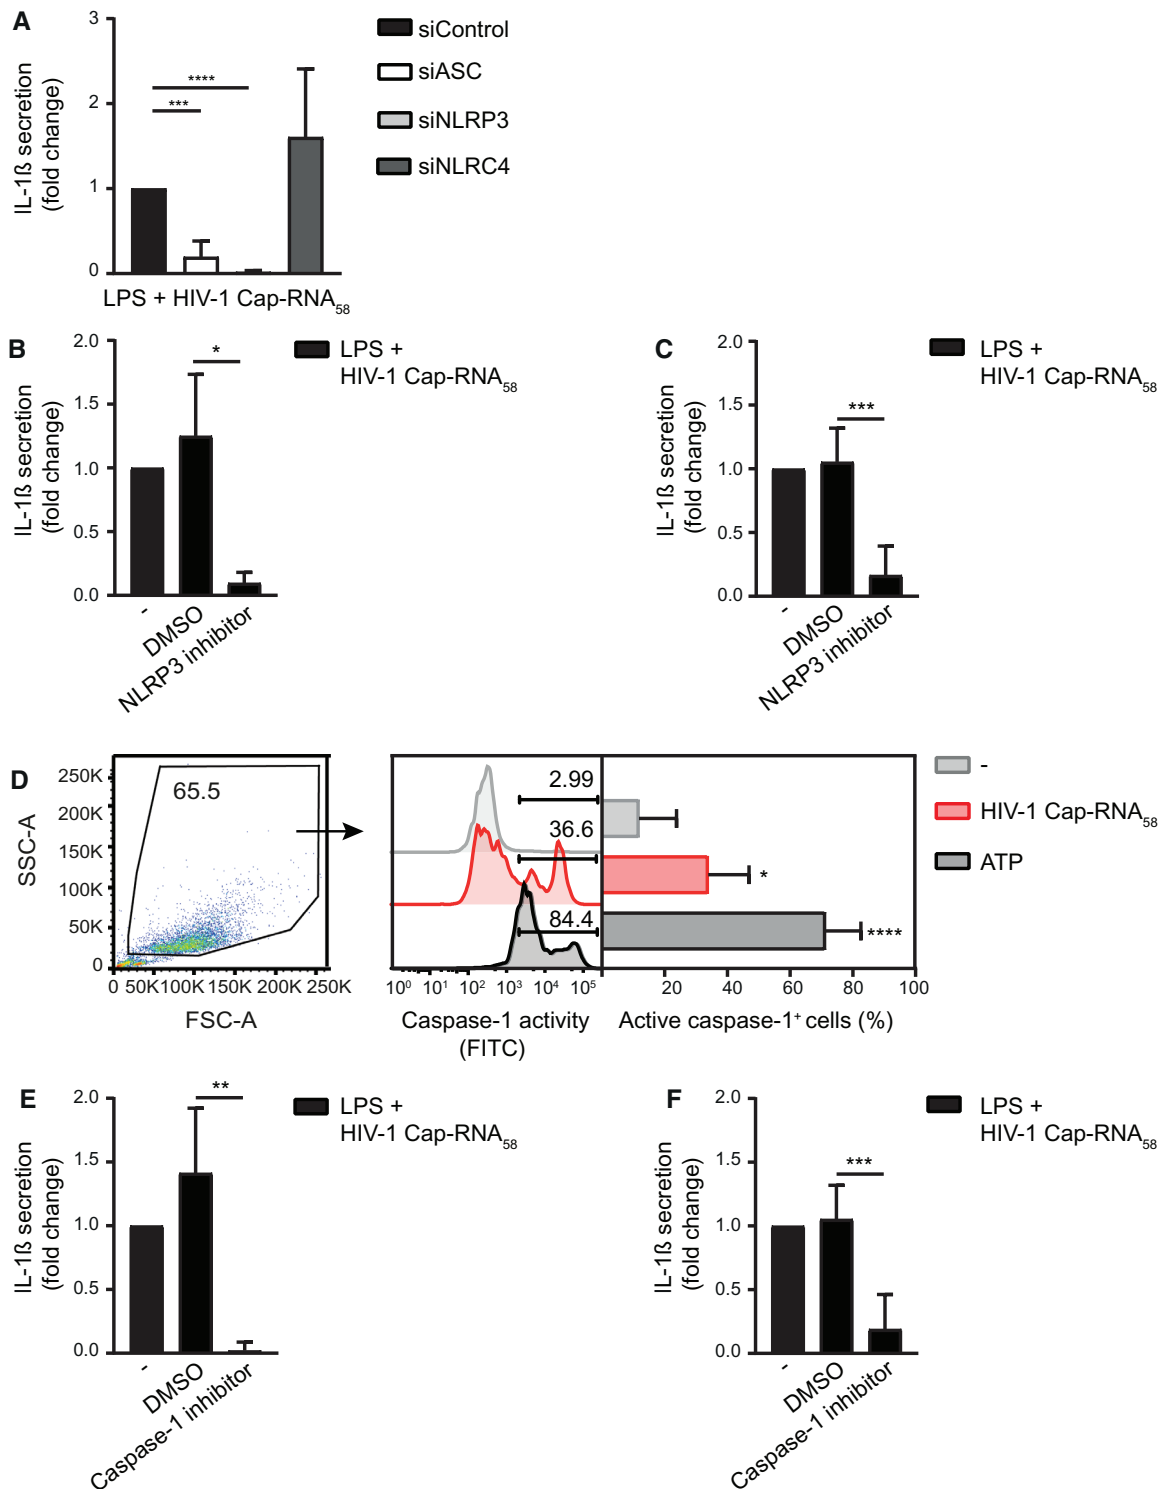 A
3
2
1
0
IL-1ß secretion
(fold change)
****
***
LPS + HIV-1 Cap-RNA58
siControl
siASC
siNLRP3
siNLRC4
B
2.0
1.5
1.0
0.5
0.0
IL-1ß secretion
(fold change)
*
-
DMSO
NLRP3 inhibitor
LPS +
HIV-1 Cap-RNA58
C
2.0
1.5
1.0
0.5
0.0
IL-1ß secretion
(fold change)
***
-
DMSO
NLRP3 inhibitor
LPS +
HIV-1 Cap-RNA58
D
250K
200K
150K
100K
50K
0
SSC-A
65.5
0 50K 100K 150K 200K 250K
FSC-A
2.99
36.6
84.4
10⁰ 10¹ 10² 10³ 10⁴ 10⁵
Caspase-1 activity
(FITC)
*
****
20 40 60 80 100
Active caspase-1⁺ cells (%)
-
HIV-1 Cap-RNA58
ATP
E
2.0
1.5
1.0
0.5
0.0
IL-1ß secretion
(fold change)
**
-
DMSO
Caspase-1 inhibitor
LPS +
HIV-1 Cap-RNA58
F
2.0
1.5
1.0
0.5
0.0
IL-1ß secretion
(fold change)
***
-
DMSO
Caspase-1 inhibitor
LPS +
HIV-1 Cap-RNA58